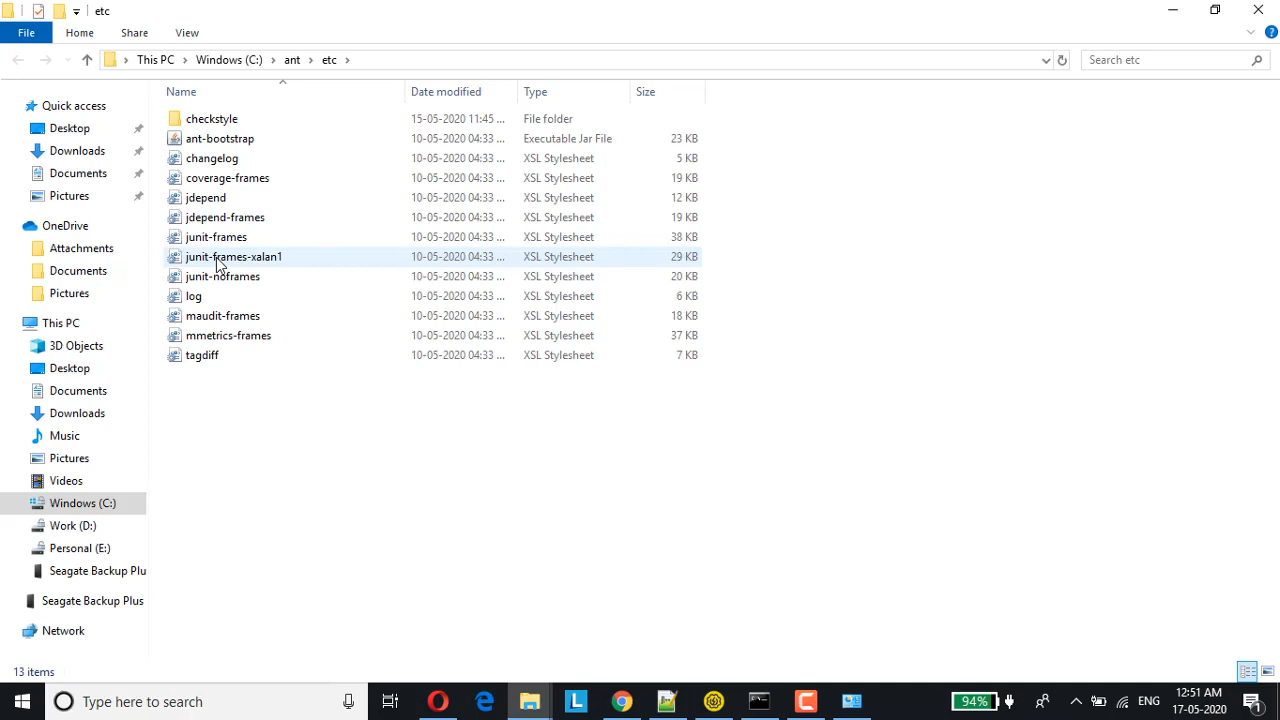 etc
File Home Share View
This PC Windows (C:) ant etc
Search etc
Name Date modified Type Size
Quick access
Desktop
Downloads
Documents
Pictures
OneDrive
Attachments
Documents
Pictures
This PC
3D Objects
Desktop
Documents
Downloads
Music
Pictures
Videos
Windows (C:)
Work (D:)
Personal (E:)
Seagate Backup Plu
Seagate Backup Plus
Network
checkstyle 15-05-2020 11:45 ... File folder
ant-bootstrap 10-05-2020 04:33 ... Executable Jar File 23 KB
changelog 10-05-2020 04:33 ... XSL Stylesheet 5 KB
coverage-frames 10-05-2020 04:33 ... XSL Stylesheet 19 KB
jdepend 10-05-2020 04:33 ... XSL Stylesheet 12 KB
jdepend-frames 10-05-2020 04:33 ... XSL Stylesheet 19 KB
junit-frames 10-05-2020 04:33 ... XSL Stylesheet 38 KB
junit-frames-xalan1 10-05-2020 04:33 ... XSL Stylesheet 29 KB
junit-noframes 10-05-2020 04:33 ... XSL Stylesheet 20 KB
log 10-05-2020 04:33 ... XSL Stylesheet 6 KB
maudit-frames 10-05-2020 04:33 ... XSL Stylesheet 18 KB
mmetrics-frames 10-05-2020 04:33 ... XSL Stylesheet 37 KB
tagdiff 10-05-2020 04:33 ... XSL Stylesheet 7 KB
13 items
Type here to search
94%
ENG
12:51 AM
17-05-2020
1